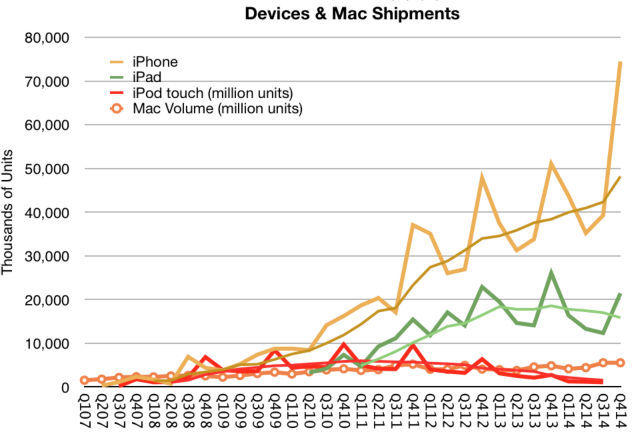 Devices & Mac Shipments
80,000
70,000
60,000
50,000
40,000
30,000
20,000
10,000
0
Thousands of Units
iPhone
iPad
iPod touch (million units)
Mac Volume (million units)
Q107
Q207
Q307
Q407
Q108
Q208
Q308
Q408
Q109
Q209
Q309
Q409
Q110
Q210
Q310
Q410
Q111
Q211
Q311
Q411
Q112
Q212
Q312
Q412
Q113
Q213
Q313
Q413
Q114
Q214
Q314
Q414